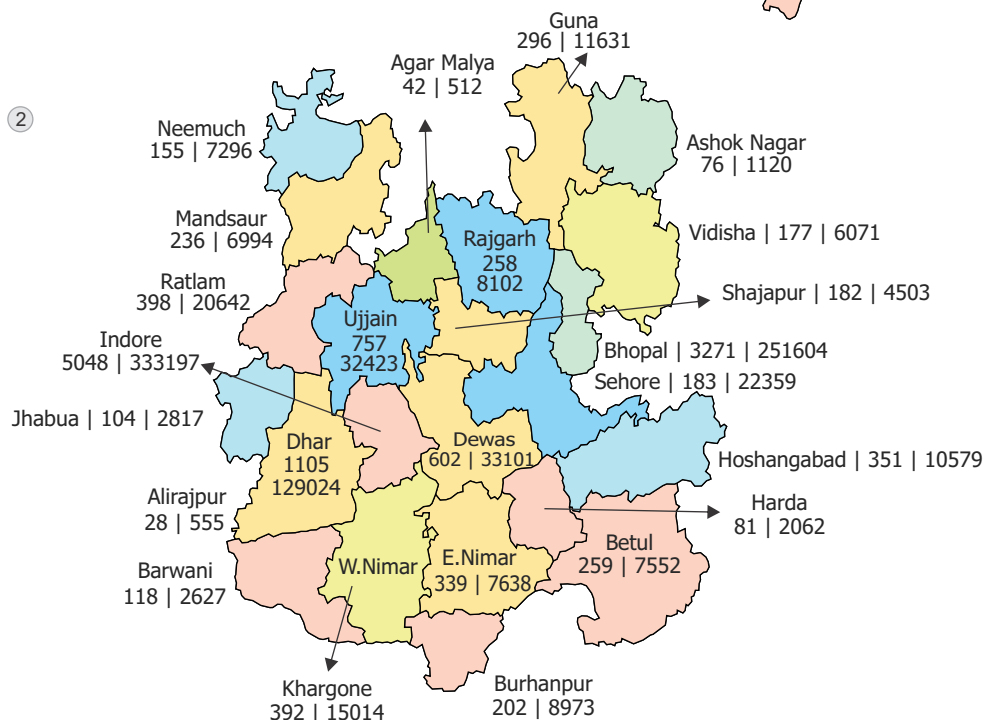 Guna
296 | 11631
Agar Malya
42 | 512
2
Neemuch
155 | 7296
Ashok Nagar
76 | 1120
Mandsaur
236 | 6994
Rajgarh
258
8102
Vidisha | 177 | 6071
Ratlam
398 | 20642
Shajapur | 182 | 4503
Ujjain
757
32423
Indore
5048 | 333197
Bhopal | 3271 | 251604
Sehore | 183 | 22359
Jhabua | 104 | 2817
Dhar
1105
129024
Dewas
602 | 33101
Hoshangabad | 351 | 10579
Alirajpur
28 | 555
Harda
81 | 2062
Barwani
118 | 2627
W.Nimar
E.Nimar
339 | 7638
Betul
259 | 7552
Khargone
392 | 15014
Burhanpur
202 | 8973